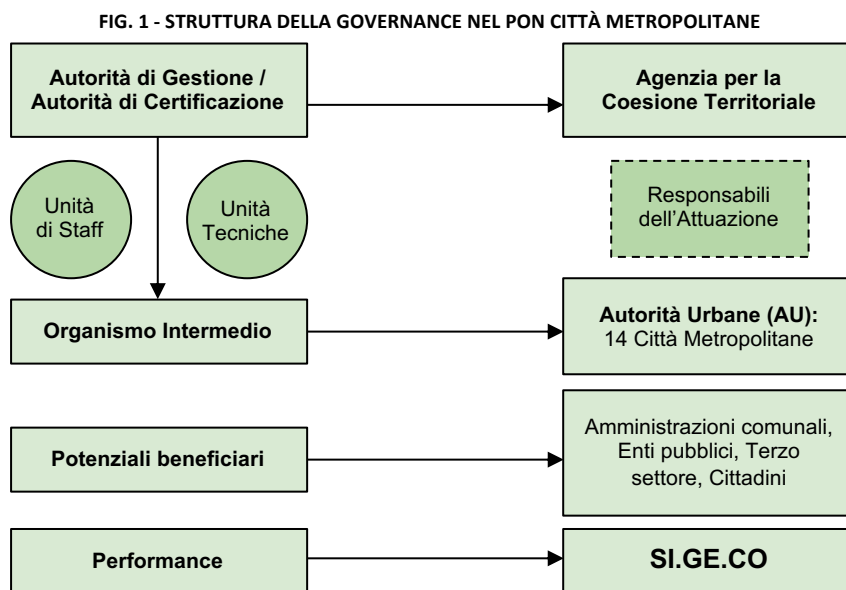 FIG. 1 - STRUTTURA DELLA GOVERNANCE NEL PON CITTÀ METROPOLITANE
Autorità di Gestione /
Autorità di Certificazione
Agenzia per la
Coesione Territoriale
Unità
di Staff
Unità
Tecniche
Responsabili
dell’Attuazione
Organismo Intermedio
Autorità Urbane (AU):
14 Città Metropolitane
Potenziali beneficiari
Amministrazioni comunali,
Enti pubblici, Terzo
settore, Cittadini
Performance
SI.GE.CO